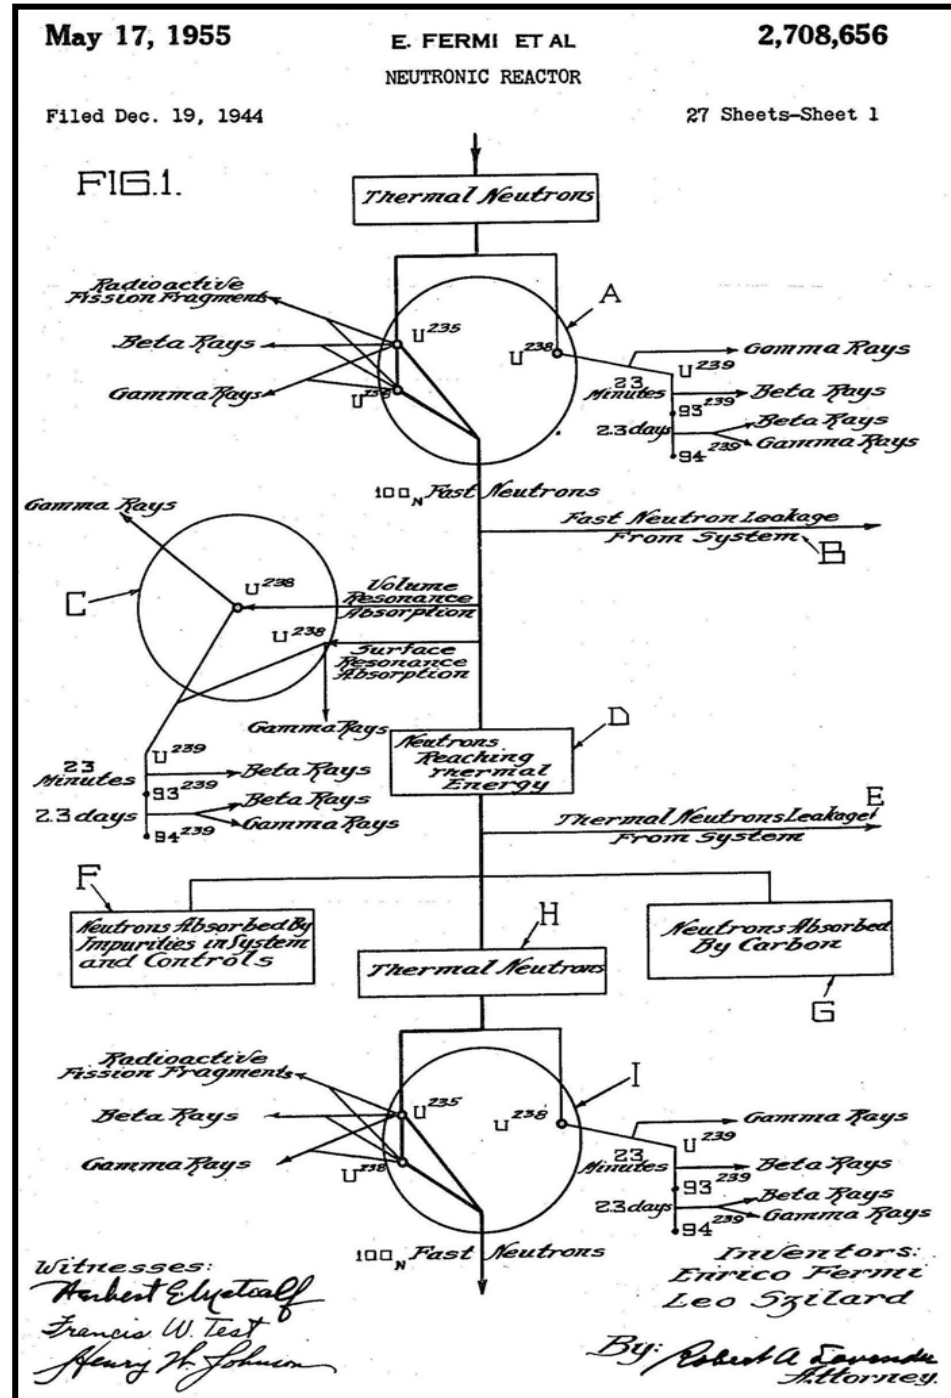 May 17, 1955
E. FERMI ET AL
2,708,656
NEUTRONIC REACTOR
Filed Dec. 19, 1944
27 Sheets-Sheet 1
FIG.1.
Thermal Neutrons
Radioactive
Fission Fragments
Beta Rays
Gamma Rays
U235
U238
U238
A
Gamma Rays
U239
23
Minutes
Beta Rays
93239
2.3 days
Beta Rays
Gamma Rays
94239
100N Fast Neutrons
Fast Neutron Leakage
From System
B
Gamma Rays
C
U238
Volume
Resonance
Absorption
U238
Surface
Resonance
Absorption
Gamma Rays
U239
23
Minutes
Beta Rays
93239
2.3 days
Beta Rays
Gamma Rays
94239
D
Neutrons
Reaching
Thermal
Energy
E
Thermal Neutrons Leakage
From System
F
Neutrons Absorbed By
Impurities in System
and Controls
H
Thermal Neutrons
Neutrons Absorbed
By Carbon
G
Radioactive
Fission Fragments
Beta Rays
Gamma Rays
U235
U238
U238
I
Gamma Rays
U239
23
Minutes
Beta Rays
93239
2.3 days
Beta Rays
Gamma Rays
94239
100N Fast Neutrons
Witnesses:
Herbert E. Metcalf
Francis W. Test
Henry W. Johnson
Inventors:
Enrico Fermi
Leo Szilard
By: Robert A. Lavender
Attorney.